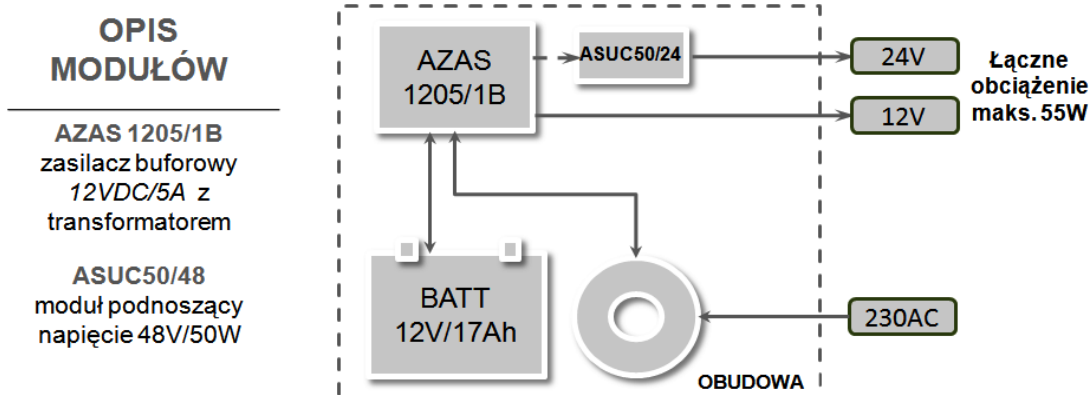 OPIS
MODUŁÓW
AZAS 1205/1B
zasilacz buforowy
12VDC/5A z
transformatorem
ASUC50/48
moduł podnoszący
napięcie 48V/50W
AZAS
1205/1B
ASUC50/24
24V
12V
Łączne
obciążenie
maks. 55W
BATT
12V/17Ah
230AC
OBUDOWA